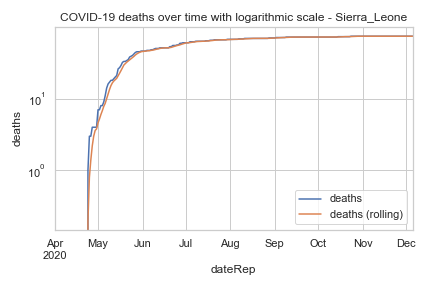 COVID-19 deaths over time with logarithmic scale - Sierra_Leone
deaths
10¹
10⁰
deaths
deaths (rolling)
Apr May Jun Jul Aug Sep Oct Nov Dec
2020
dateRep